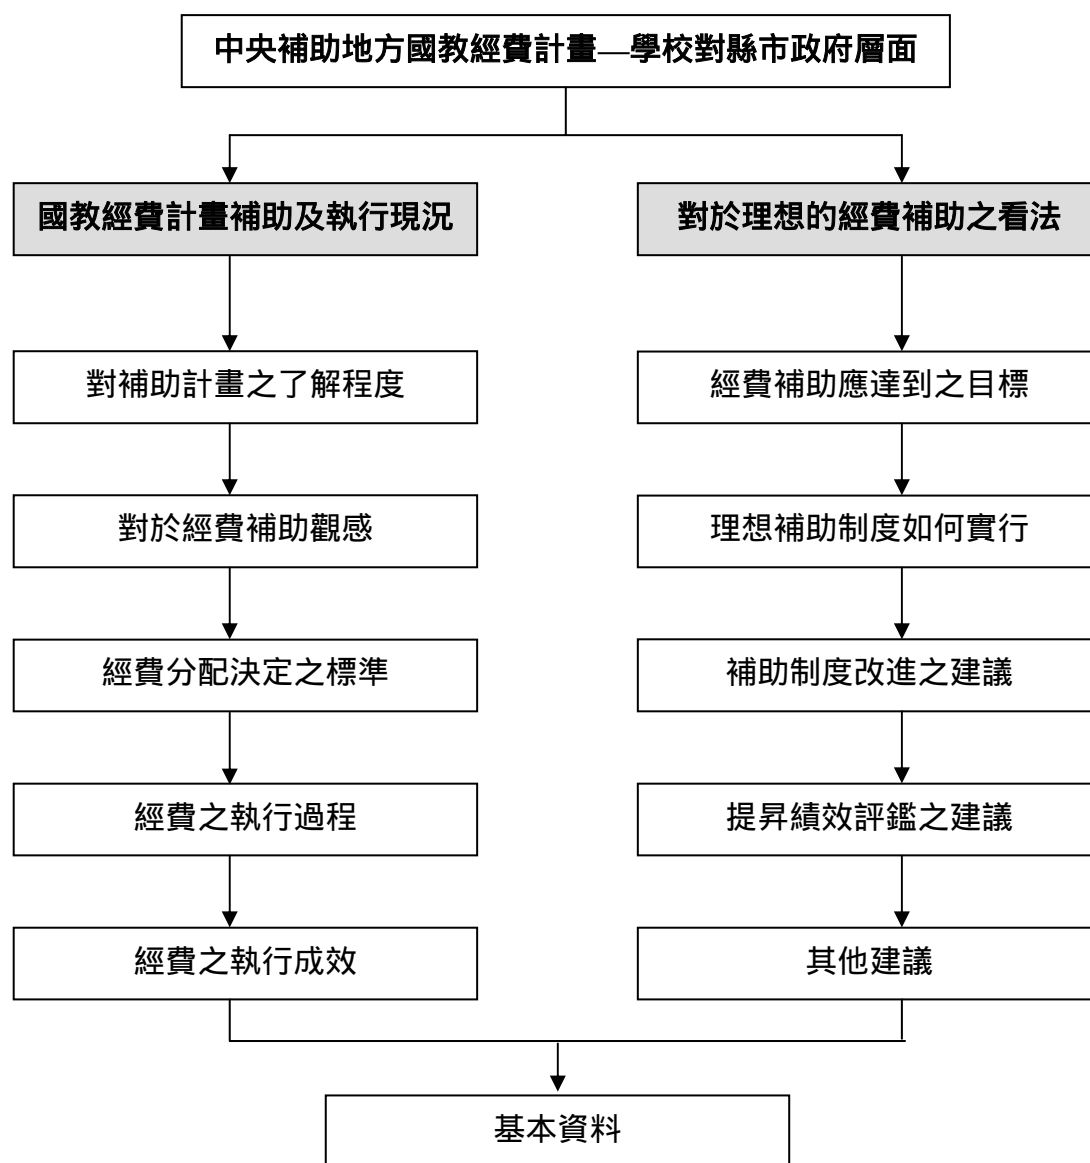 中央補助地方國教經費計畫—學校對縣市政府層面
國教經費計畫補助及執行現況
對補助計畫之了解程度
對於經費補助觀感
經費分配決定之標準
經費之執行過程
經費之執行成效
對於理想的經費補助之看法
經費補助應達到之目標
理想補助制度如何實行
補助制度改進之建議
提昇績效評鑑之建議
其他建議
基本資料